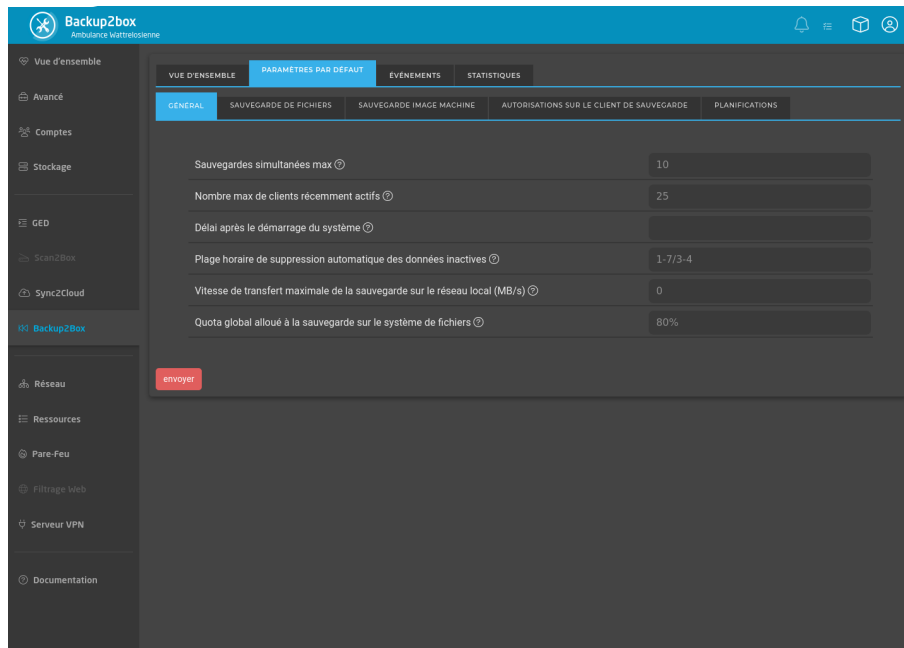 Backup2box
Ambulance Wattrelosienne
Vue d'ensemble
Avancé
Comptes
Stockage
GED
Scan2Box
Sync2Cloud
Backup2Box
Réseau
Ressources
Pare-Feu
Filtrage Web
Serveur VPN
Documentation
VUE D'ENSEMBLE PARAMÈTRES PAR DÉFAUT ÉVÉNEMENTS STATISTIQUES
GÉNÉRAL SAUVEGARDE DE FICHIERS SAUVEGARDE IMAGE MACHINE AUTORISATIONS SUR LE CLIENT DE SAUVEGARDE PLANIFICATIONS
Sauvegardes simultanées max ? 10
Nombre max de clients récemment actifs ? 25
Délai après le démarrage du système ?
Plage horaire de suppression automatique des données inactives ? 1-7/3-4
Vitesse de transfert maximale de la sauvegarde sur le réseau local (MB/s) ? 0
Quota global alloué à la sauvegarde sur le système de fichiers ? 80%
envoyer